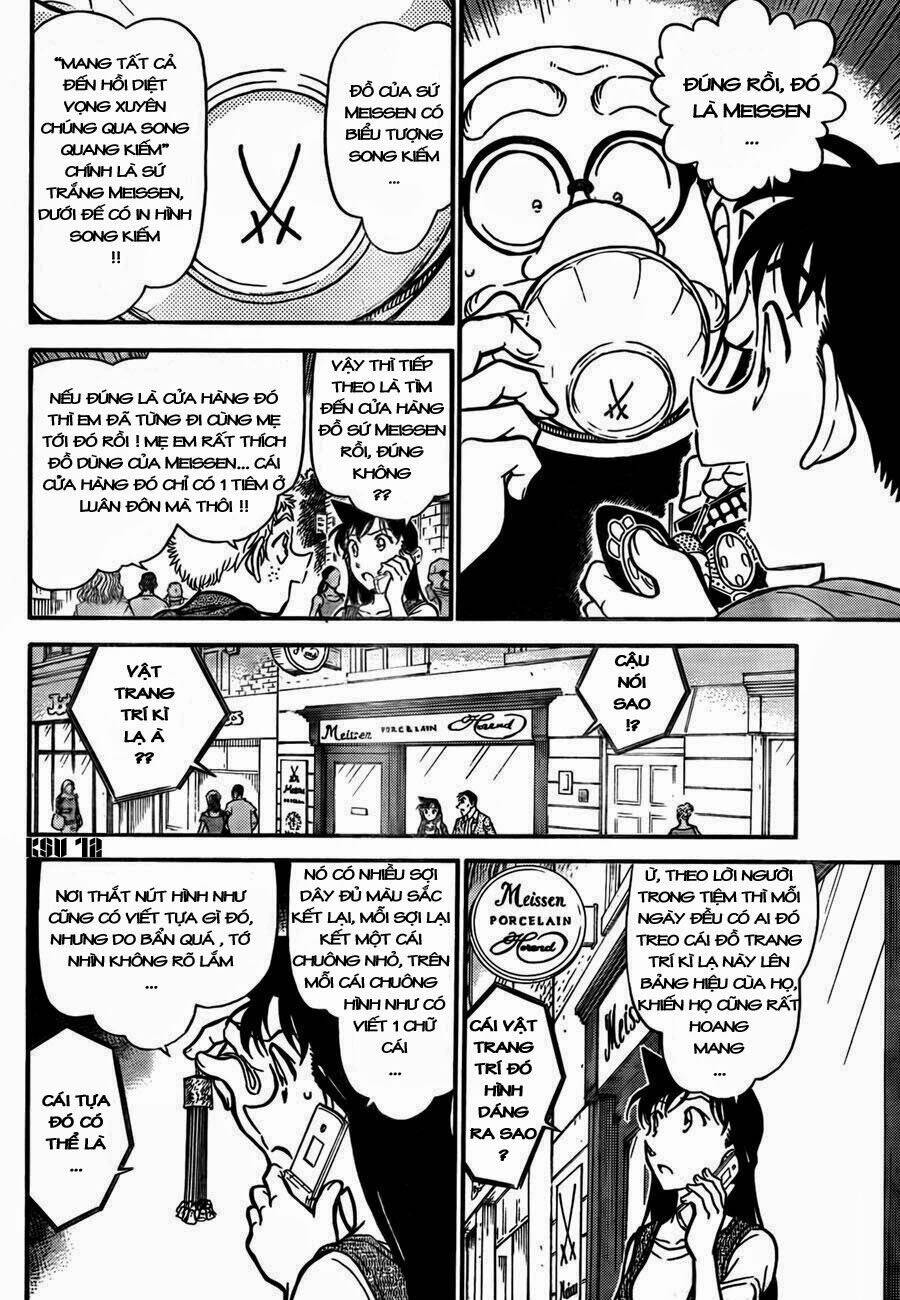 "MANG TẤT CẢ
ĐẾN HỒI DIỆT
VỌNG XUYÊN
CHÚNG QUA SONG
QUANG KIẾM"
CHÍNH LÀ SỨ
TRẮNG MEISSEN,
DƯỚI ĐẾ CÓ IN HÌNH
SONG KIẾM
!!
ĐỒ CỦA SỨ
MEISSEN CÓ
BIỂU TƯỢNG
SONG KIẾM
...
ĐÚNG RỒI, ĐÓ
LÀ MEISSEN
...
NẾU ĐÚNG LÀ CỬA HÀNG ĐÓ
THÌ EM ĐÃ TỪNG ĐI CÙNG MẸ
TỚI ĐÓ RỒI ! MẸ EM RẤT THÍCH
ĐỒ DÙNG CỦA MEISSEN... CÁI
CỬA HÀNG ĐÓ CHỈ CÓ 1 TIỆM Ở
LUÂN ĐÔN MÀ THÔI !!
VẬY THÌ TIẾP
THEO LÀ TÌM
ĐẾN CỬA HÀNG
ĐỒ SỨ MEISSEN
RỒI, ĐÚNG
KHÔNG
??
VẬT
TRANG
TRÍ KÌ
LẠ À
??
CẬU
NÓI
SAO
!?
Meissen PORCELAIN Herend
KSV 12
NƠI THẮT NÚT HÌNH NHƯ
CŨNG CÓ VIẾT TỰA GÌ ĐÓ,
NHƯNG DO BẨN QUÁ , TỚ
NHÌN KHÔNG RÕ LẮM
...
NÓ CÓ NHIỀU SỢI
DÂY ĐỦ MÀU SẮC
KẾT LẠI, MỖI SỢI LẠI
KẾT MỘT CÁI
CHUÔNG NHỎ, TRÊN
MỖI CÁI CHUÔNG
HÌNH NHƯ CÓ
VIẾT 1 CHỮ
CÁI
...
CÁI TỰA
ĐÓ CÓ
THỂ LÀ
...
Meissen
PORCELAIN
Herend
Ừ, THEO LỜI NGƯỜI
TRONG TIỆM THÌ MỖI
NGÀY ĐỀU CÓ AI ĐÓ
TREO CÁI ĐỒ TRANG
TRÍ KÌ LẠ NÀY LÊN
BẢNG HIỆU CỦA HỌ,
KHIẾN HỌ CŨNG RẤT
HOANG
MANG
CÁI VẬT
TRANG
TRÍ ĐÓ
HÌNH
DÁNG
RA SAO
?
Meissen